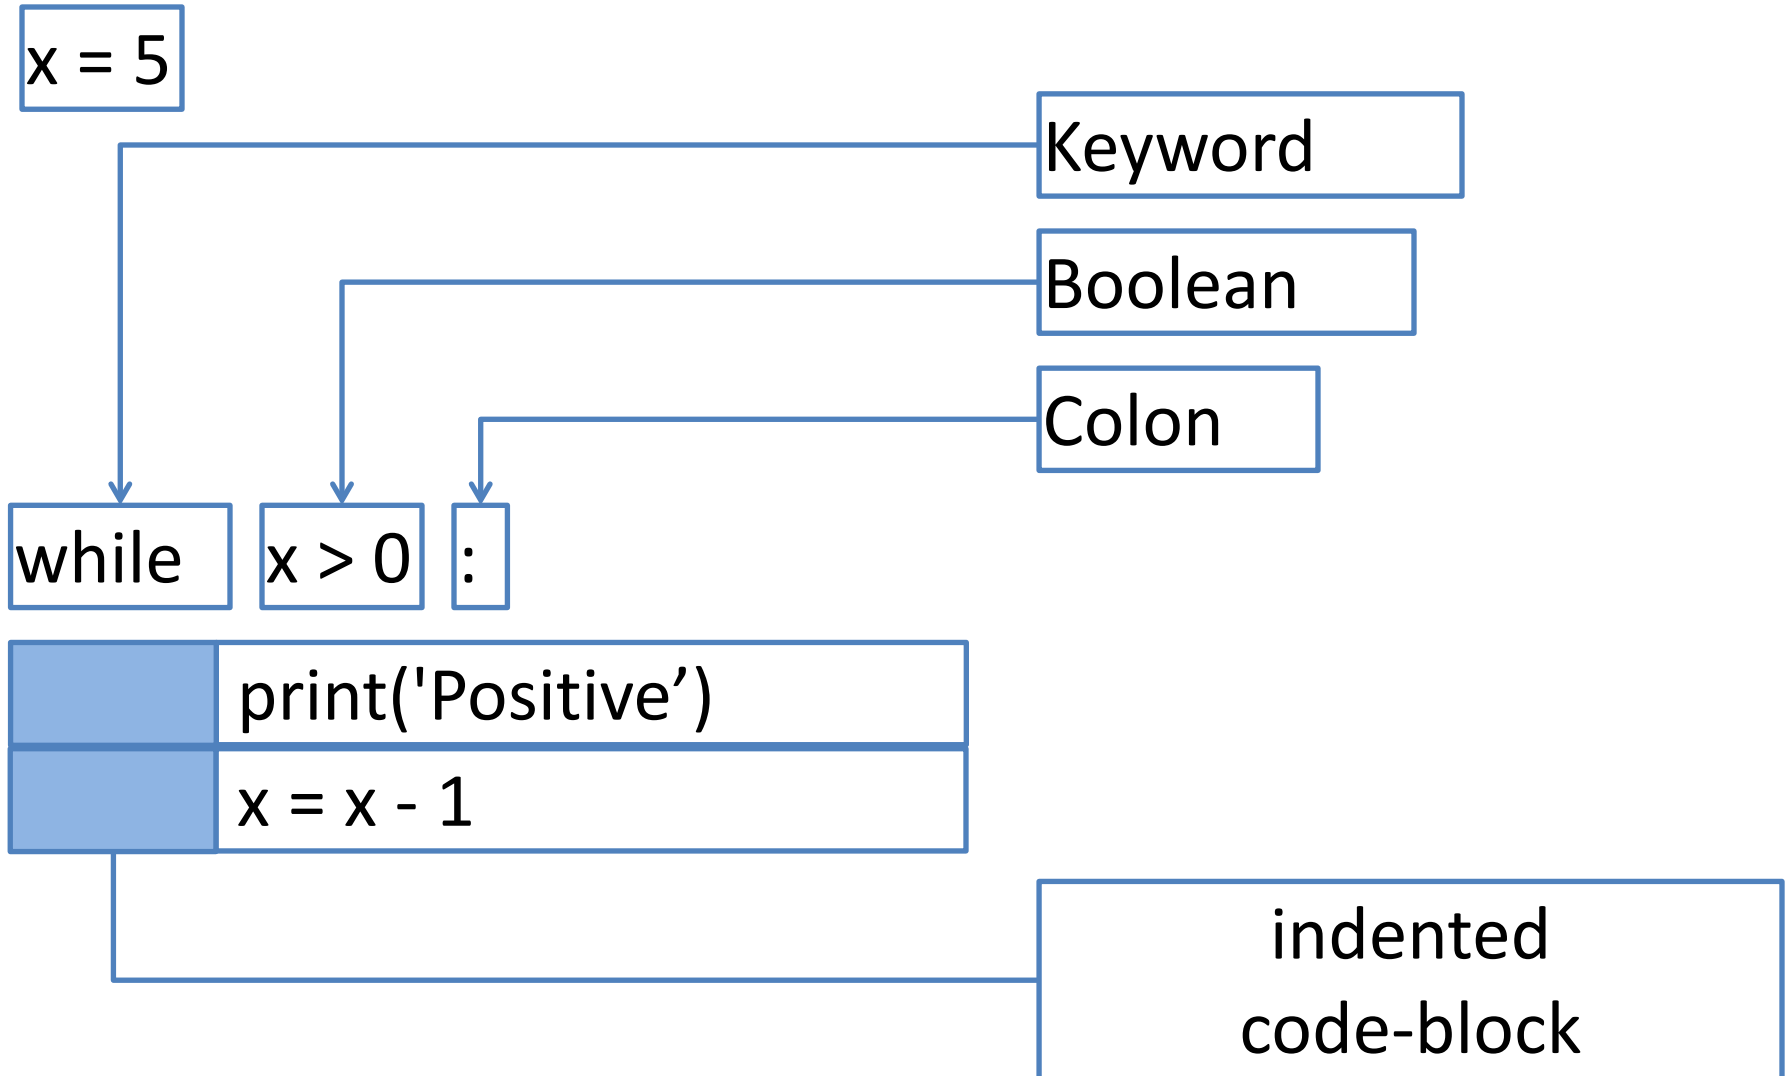 x = 5
Keyword
Boolean
Colon
while x > 0 :
print('Positive’)
x = x - 1
indented
code-block